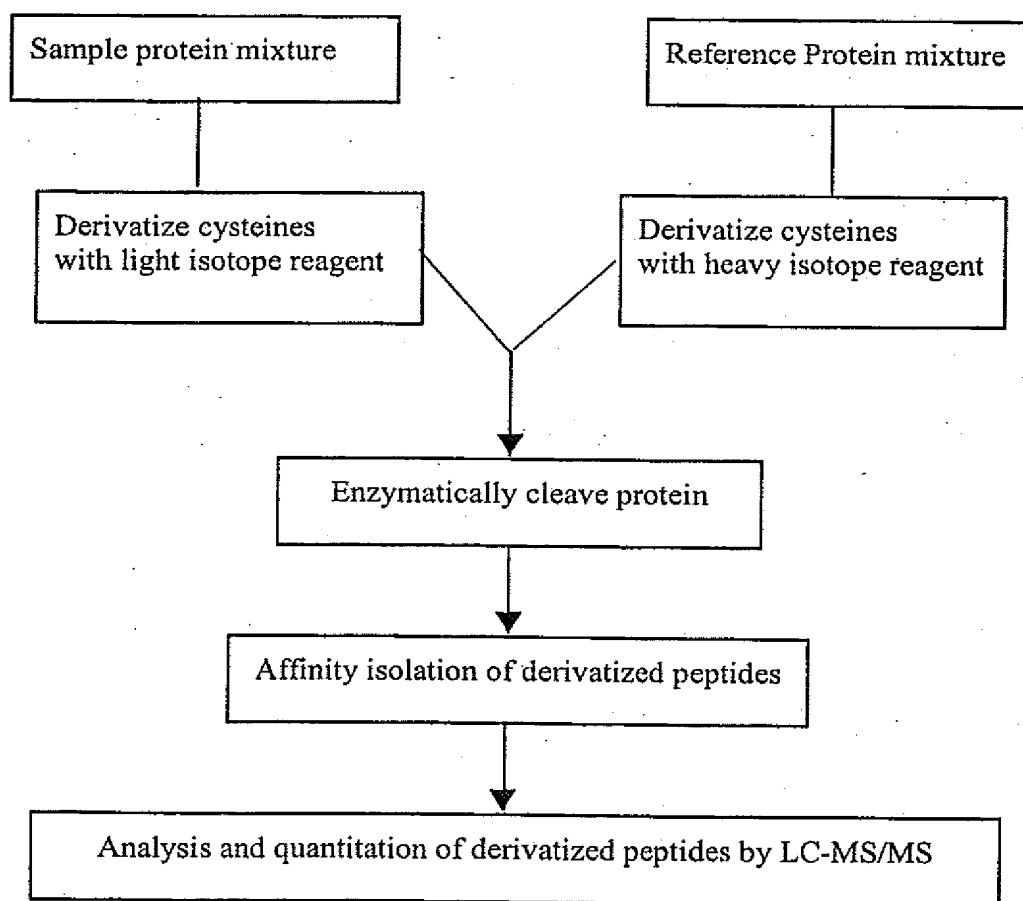 Sample protein mixture
Reference Protein mixture
Derivatize cysteines
with light isotope reagent
Derivatize cysteines
with heavy isotope reagent
Enzymatically cleave protein
Affinity isolation of derivatized peptides
Analysis and quantitation of derivatized peptides by LC-MS/MS